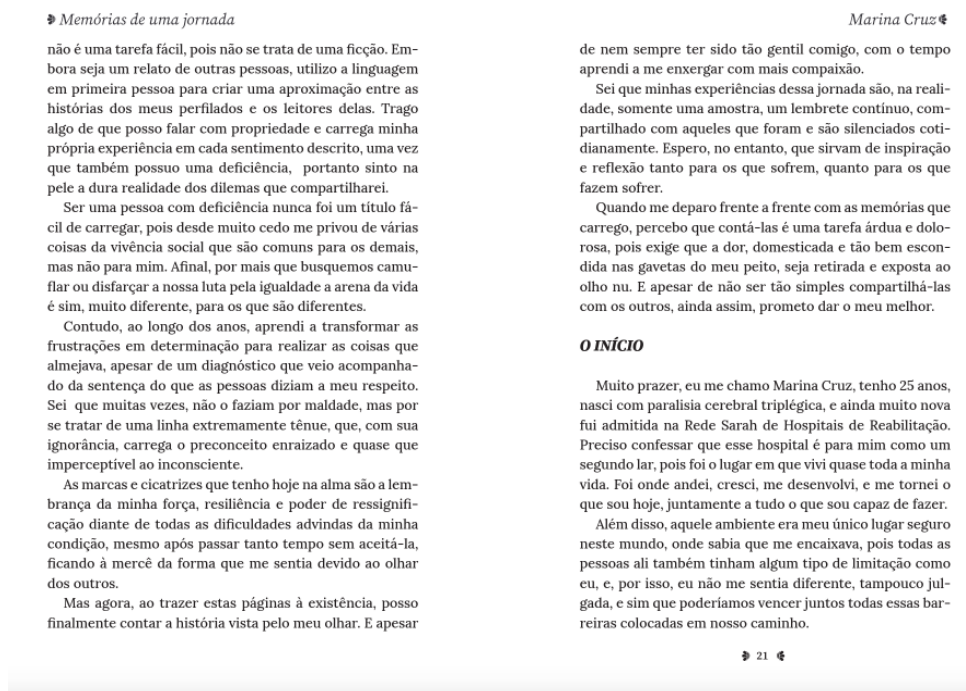 Memórias de uma jornada
não é uma tarefa fácil, pois não se trata de uma ficção. Em-
bora seja um relato de outras pessoas, utilizo a linguagem
em primeira pessoa para criar uma aproximação entre as
histórias dos meus perfilados e os leitores delas. Trago
algo de que posso falar com propriedade e carrega minha
própria experiência em cada sentimento descrito, uma vez
que também possuo uma deficiência,  portanto sinto na
pele a dura realidade dos dilemas que compartilharei.
Ser uma pessoa com deficiência nunca foi um título fá-
cil de carregar, pois desde muito cedo me privou de várias
coisas da vivência social que são comuns para os demais,
mas não para mim. Afinal, por mais que busquemos camu-
flar ou disfarçar a nossa luta pela igualdade a arena da vida
é sim, muito diferente, para os que são diferentes.
Contudo, ao longo dos anos, aprendi a transformar as
frustrações em determinação para realizar as coisas que
almejava, apesar de um diagnóstico que veio acompanha-
do da sentença do que as pessoas diziam a meu respeito.
Sei  que muitas vezes, não o faziam por maldade, mas por
se tratar de uma linha extremamente tênue, que, com sua
ignorância, carrega o preconceito enraizado e quase que
imperceptível ao inconsciente.
As marcas e cicatrizes que tenho hoje na alma são a lem-
brança da minha força, resiliência e poder de ressignifi-
cação diante de todas as dificuldades advindas da minha
condição, mesmo após passar tanto tempo sem aceitá-la,
ficando à mercê da forma que me sentia devido ao olhar
dos outros.
Mas agora, ao trazer estas páginas à existência, posso
finalmente contar a história vista pelo meu olhar. E apesar
Marina Cruz
de nem sempre ter sido tão gentil comigo, com o tempo
aprendi a me enxergar com mais compaixão.
Sei que minhas experiências dessa jornada são, na reali-
dade, somente uma amostra, um lembrete contínuo, com-
partilhado com aqueles que foram e são silenciados coti-
dianamente. Espero, no entanto, que sirvam de inspiração
e reflexão tanto para os que sofrem, quanto para os que
fazem sofrer.
Quando me deparo frente a frente com as memórias que
carrego, percebo que contá-las é uma tarefa árdua e dolo-
rosa, pois exige que a dor, domesticada e tão bem escon-
dida nas gavetas do meu peito, seja retirada e exposta ao
olho nu. E apesar de não ser tão simples compartilhá-las
com os outros, ainda assim, prometo dar o meu melhor.
O INÍCIO
Muito prazer, eu me chamo Marina Cruz, tenho 25 anos,
nasci com paralisia cerebral triplégica, e ainda muito nova
fui admitida na Rede Sarah de Hospitais de Reabilitação.
Preciso confessar que esse hospital é para mim como um
segundo lar, pois foi o lugar em que vivi quase toda a minha
vida. Foi onde andei, cresci, me desenvolvi, e me tornei o
que sou hoje, juntamente a tudo o que sou capaz de fazer.
Além disso, aquele ambiente era meu único lugar seguro
neste mundo, onde sabia que me encaixava, pois todas as
pessoas ali também tinham algum tipo de limitação como
eu, e, por isso, eu não me sentia diferente, tampouco jul-
gada, e sim que poderíamos vencer juntos todas essas bar-
reiras colocadas em nosso caminho.
21